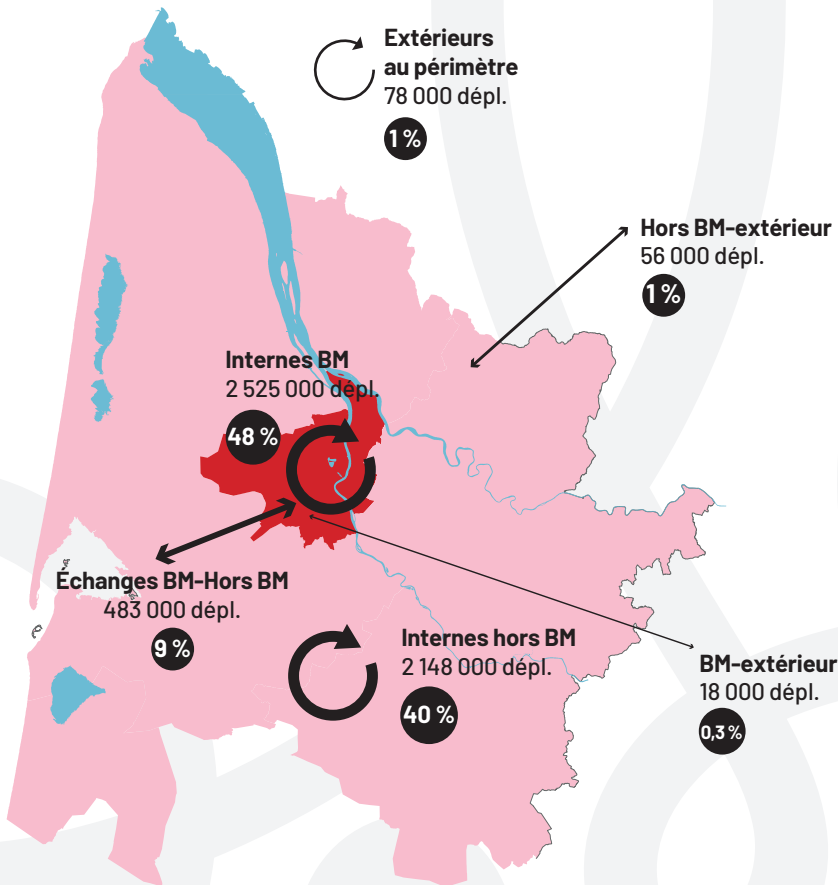 Extérieurs
au périmètre
78 000 dépl.
1 %
Hors BM-extérieur
56 000 dépl.
1 %
Internes BM
2 525 000 dépl.
48 %
Échanges BM-Hors BM
483 000 dépl.
9 %
Internes hors BM
2 148 000 dépl.
40 %
BM-extérieur
18 000 dépl.
0,3 %